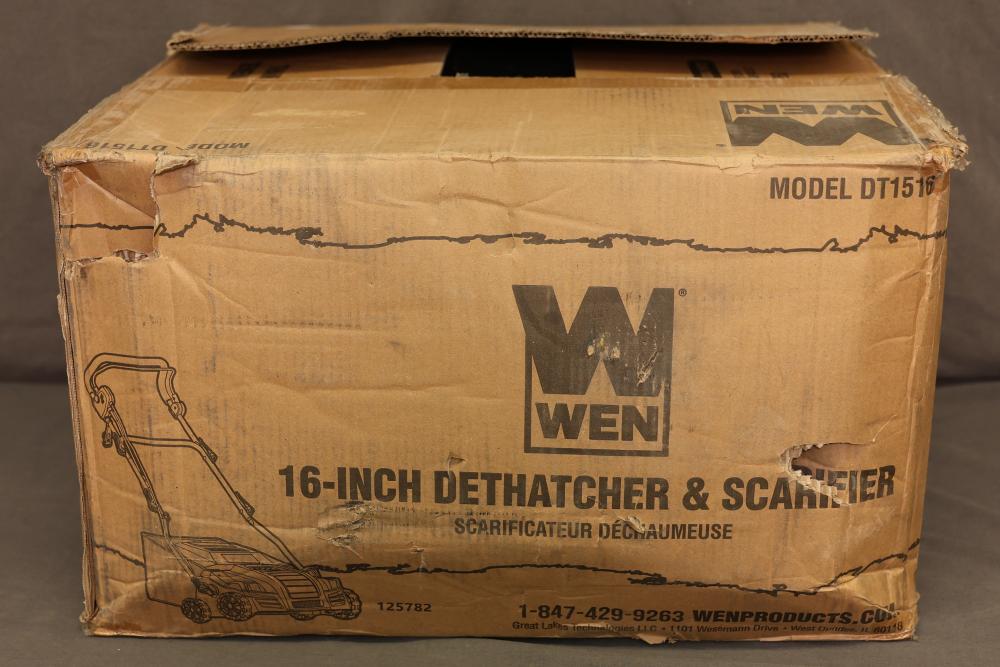 WEN
MODEL DT1516
MODEL DT1516
W®
WEN
16-INCH DETHATCHER & SCARIFIER
SCARIFICATEUR DÉCHAUMEUSE
125782
1-847-429-9263 WENPRODUCTS.COM
Great Lakes Technologies LLC • 1101 Wesemann Drive • West Dundee, IL 60118